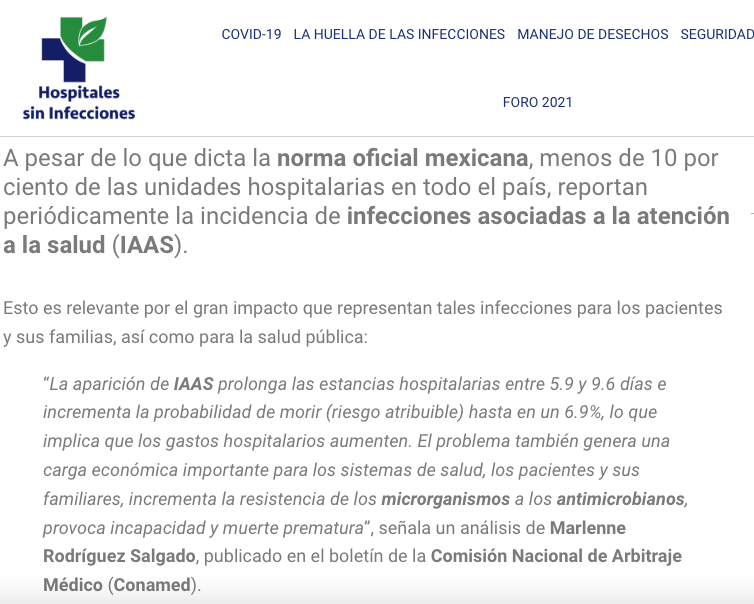 COVID-19 LA HUELLA DE LAS INFECCIONES MANEJO DE DESECHOS SEGURIDAD
Hospitales
sin Infecciones
FORO 2021
A pesar de lo que dicta la norma oficial mexicana, menos de 10 por
ciento de las unidades hospitalarias en todo el país, reportan
periódicamente la incidencia de infecciones asociadas a la atención
a la salud (IAAS).
Esto es relevante por el gran impacto que representan tales infecciones para los pacientes
y sus familias, así como para la salud pública:
“La aparición de IAAS prolonga las estancias hospitalarias entre 5.9 y 9.6 días e
incrementa la probabilidad de morir (riesgo atribuible) hasta en un 6.9%, lo que
implica que los gastos hospitalarios aumenten. El problema también genera una
carga económica importante para los sistemas de salud, los pacientes y sus
familiares, incrementa la resistencia de los microrganismos a los antimicrobianos,
provoca incapacidad y muerte prematura”, señala un análisis de Marlenne
Rodríguez Salgado, publicado en el boletín de la Comisión Nacional de Arbitraje
Médico (Conamed).